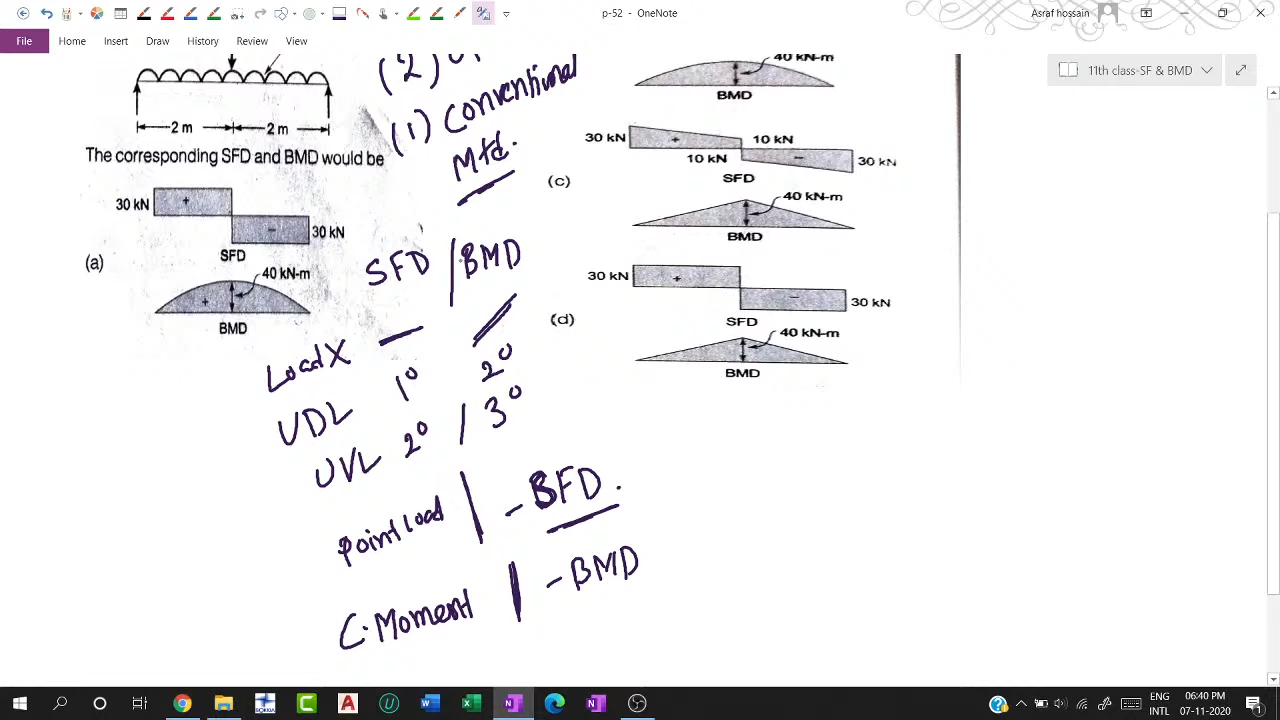 p-52 - OneNote
Asraf hossain
File
Home
Insert
Draw
History
Review
View
11th class SF & BMD. 1
2 m
2 m
The corresponding SFD and BMD would be
30 kN
+
−
30 kN
SFD
(a)
40 kN-m
+
BMD
(2)
(1) Conventional
Mtd.
SFD | BMD
Load X
UDL 1° 2°
UVL 2° / 3°
Point Load | - SFD.
C. Moment | - BMD
40 kN-m
BMD
30 kN
+
10 kN
10 kN
−
30 kN
SFD
(c)
40 kN-m
BMD
30 kN
+
−
30 kN
SFD
(d)
40 kN-m
BMD
ENG
INTL
06:40 PM
07-11-2020